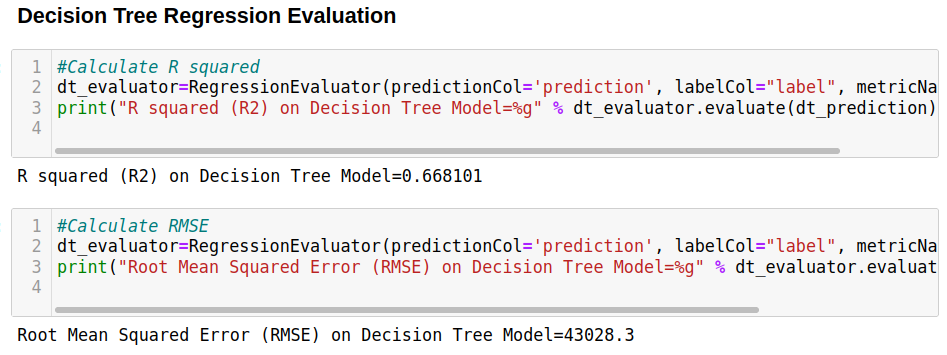 Decision Tree Regression Evaluation
1 #Calculate R squared
2 dt_evaluator=RegressionEvaluator(predictionCol='prediction', labelCol="label", metricNa
3 print("R squared (R2) on Decision Tree Model=%g" % dt_evaluator.evaluate(dt_prediction)
4
R squared (R2) on Decision Tree Model=0.668101
1 #Calculate RMSE
2 dt_evaluator=RegressionEvaluator(predictionCol='prediction', labelCol="label", metricNa
3 print("Root Mean Squared Error (RMSE) on Decision Tree Model=%g" % dt_evaluator.evaluat
4
Root Mean Squared Error (RMSE) on Decision Tree Model=43028.3